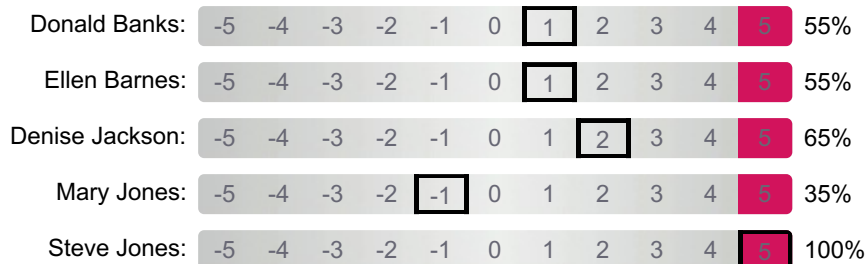 Donald Banks: -5 -4 -3 -2 -1 0 1 2 3 4 5 55%
Ellen Barnes: -5 -4 -3 -2 -1 0 1 2 3 4 5 55%
Denise Jackson: -5 -4 -3 -2 -1 0 1 2 3 4 5 65%
Mary Jones: -5 -4 -3 -2 -1 0 1 2 3 4 5 35%
Steve Jones: -5 -4 -3 -2 -1 0 1 2 3 4 5 100%